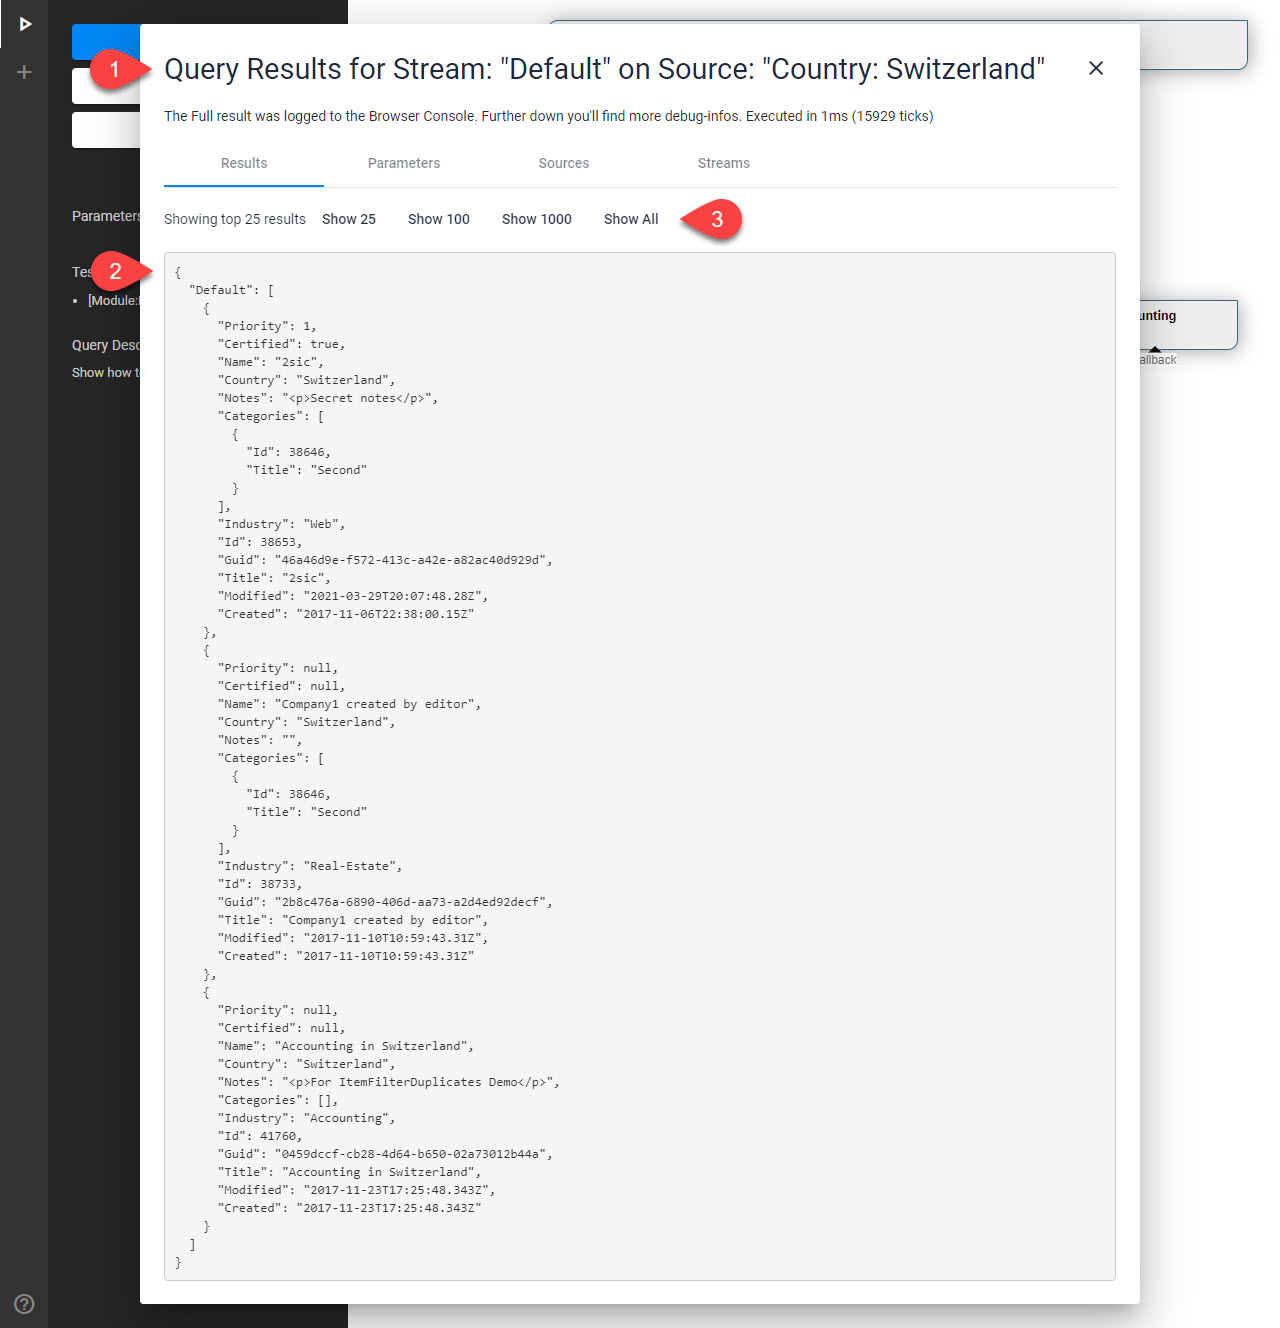 1
Query Results for Stream: "Default" on Source: "Country: Switzerland"
The Full result was logged to the Browser Console. Further down you'll find more debug-infos. Executed in 1ms (15929 ticks)
Results Parameters Sources Streams
Parameters
Showing top 25 results Show 25 Show 100 Show 1000 Show All
3
2
Tes
• [Module:
Query Desc
Show how t
unting
allback
{
"Default": [
{
"Priority": 1,
"Certified": true,
"Name": "2sic",
"Country": "Switzerland",
"Notes": "<p>Secret notes</p>",
"Categories": [
{
"Id": 38646,
"Title": "Second"
}
],
"Industry": "Web",
"Id": 38653,
"Guid": "46a46d9e-f572-413c-a42e-a82ac40d929d",
"Title": "2sic",
"Modified": "2021-03-29T20:07:48.28Z",
"Created": "2017-11-06T22:38:00.15Z"
},
{
"Priority": null,
"Certified": null,
"Name": "Company1 created by editor",
"Country": "Switzerland",
"Notes": "",
"Categories": [
{
"Id": 38646,
"Title": "Second"
}
],
"Industry": "Real-Estate",
"Id": 38733,
"Guid": "2b8c476a-6890-406d-aa73-a2d4ed92decf",
"Title": "Company1 created by editor",
"Modified": "2017-11-10T10:59:43.31Z",
"Created": "2017-11-10T10:59:43.31Z"
},
{
"Priority": null,
"Certified": null,
"Name": "Accounting in Switzerland",
"Country": "Switzerland",
"Notes": "<p>For ItemFilterDuplicates Demo</p>",
"Categories": [],
"Industry": "Accounting",
"Id": 41760,
"Guid": "0459dccf-cb28-4d64-b650-02a73012b44a",
"Title": "Accounting in Switzerland",
"Modified": "2017-11-23T17:25:48.343Z",
"Created": "2017-11-23T17:25:48.343Z"
}
]
}